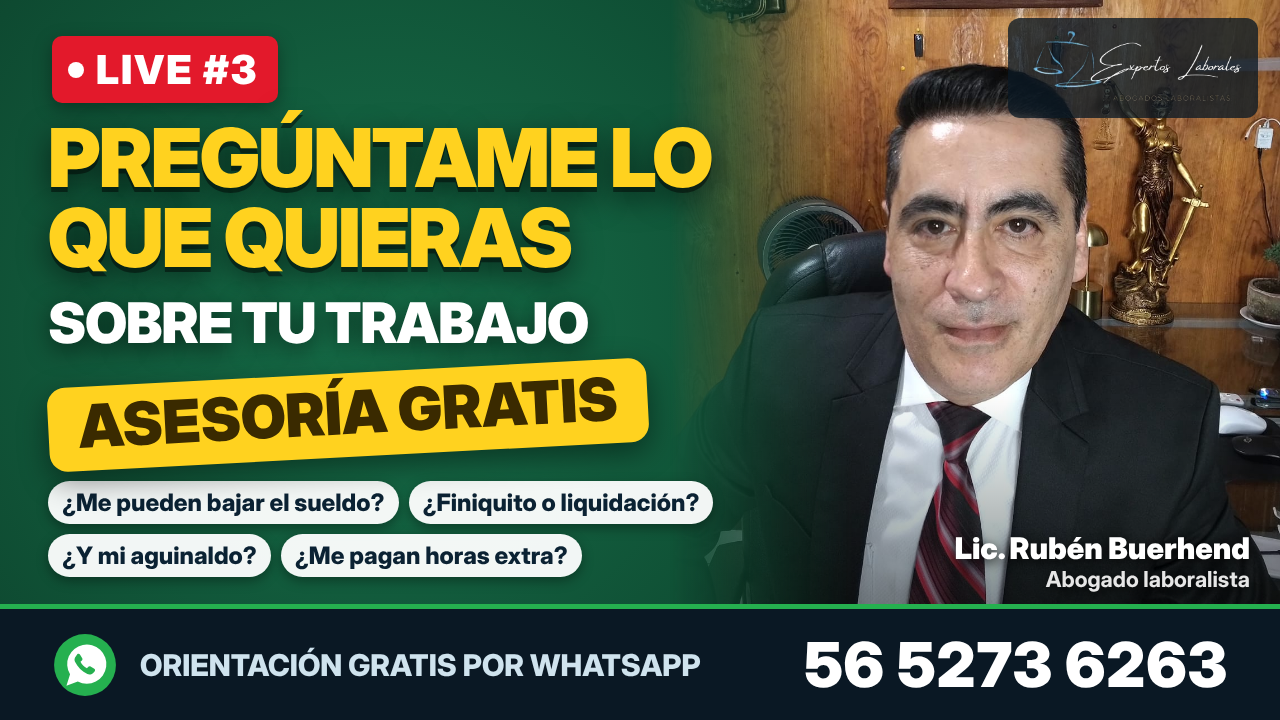 LIVE #3
PREGÚNTAME LO
QUE QUIERAS
SOBRE TU TRABAJO
ASESORÍA GRATIS
¿Me pueden bajar el sueldo?
¿Finiquito o liquidación?
¿Y mi aguinaldo?
¿Me pagan horas extra?
Expertos Laborales
ABOGADOS LABORALISTAS
Lic. Rubén Buerhend
Abogado laboralista
ORIENTACIÓN GRATIS POR WHATSAPP
56 5273 6263